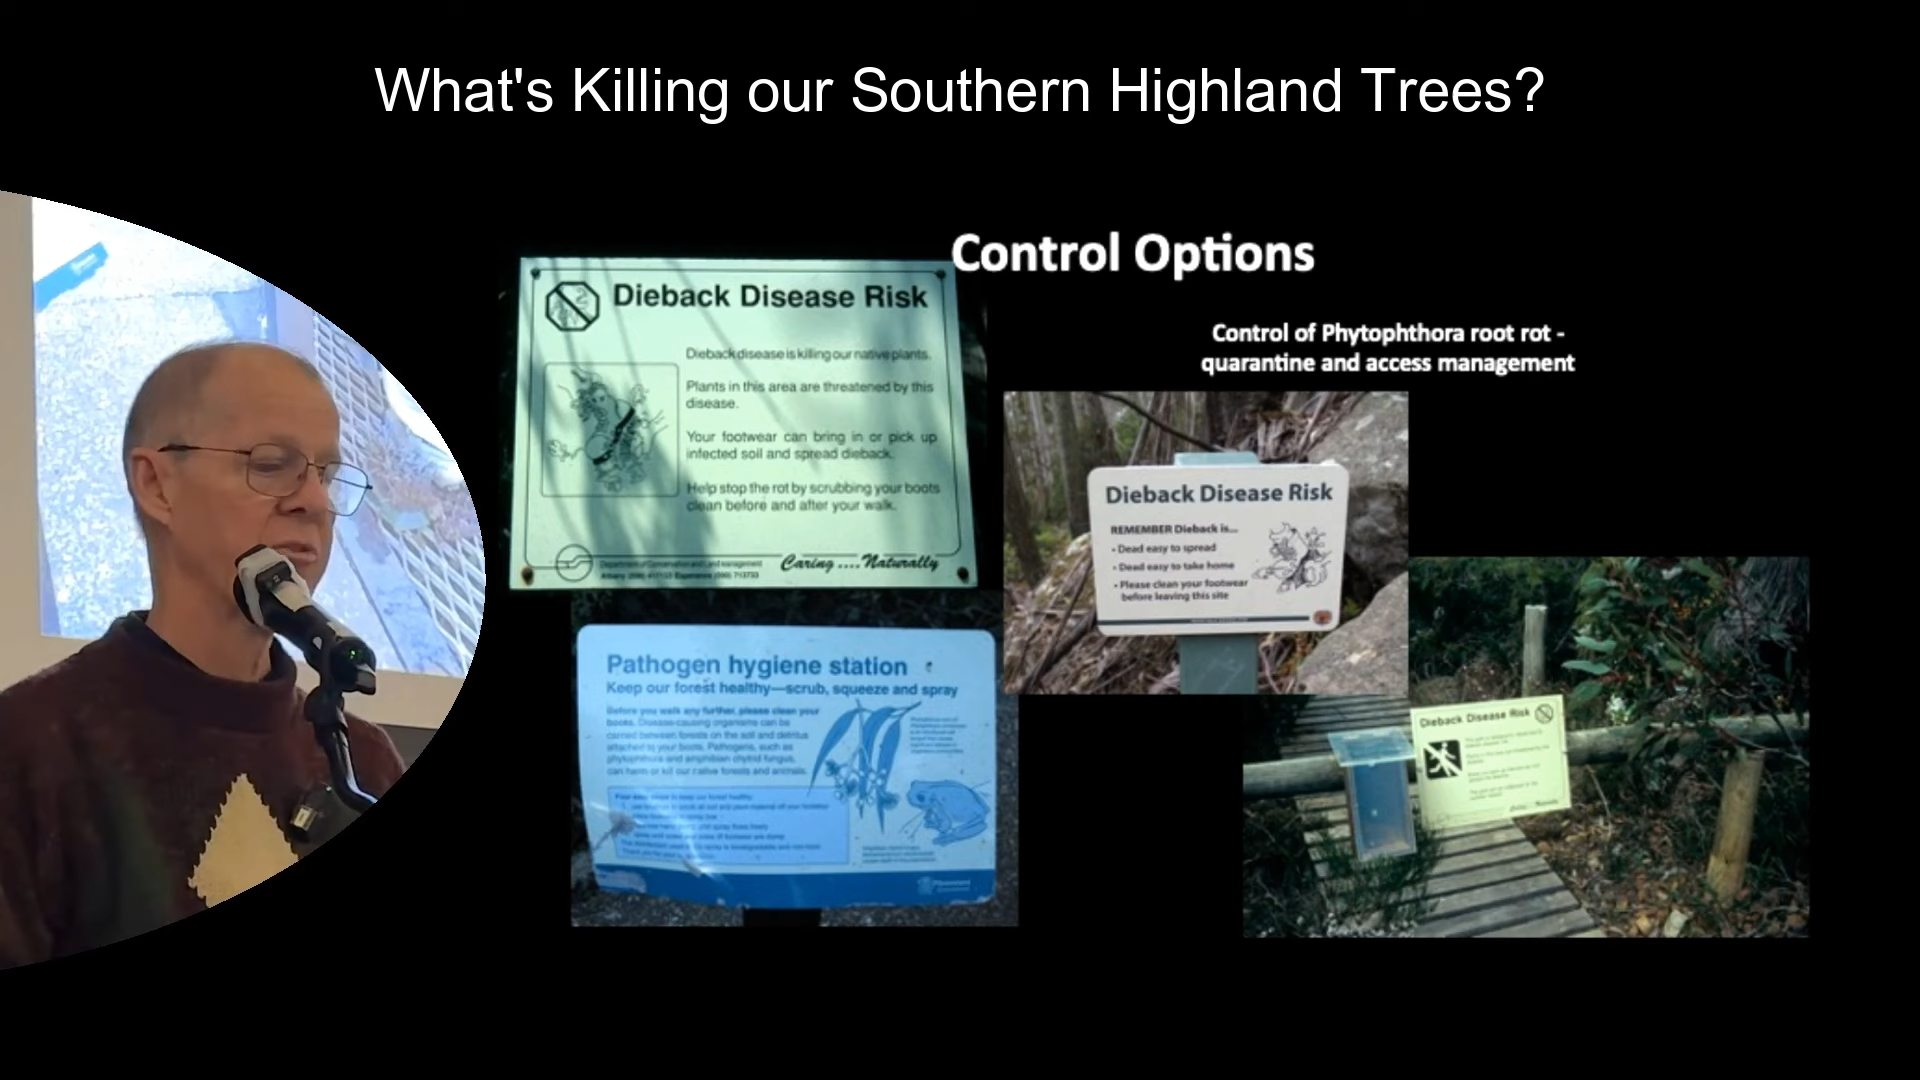 What's Killing our Southern Highland Trees?
Control Options
Control of Phytophthora root rot -
quarantine and access management
Dieback Disease Risk
Dieback disease is killing our native plants.
Plants in this area are threatened by this
disease.
Your footwear can bring in or pick up
infected soil and spread dieback.
Help stop the rot by scrubbing your boots
clean before and after your walk.
Department of Conservation and Land management
Caring .... Naturally
Dieback Disease Risk
REMEMBER Dieback is...
• Dead easy to spread
• Dead easy to take home
• Please clean your footwear
before leaving this site
Pathogen hygiene station
Keep our forest healthy—scrub, squeeze and spray
Before you walk any further, please clean your
boots. Disease-causing organisms can be
carried between forests on the soil and detritus
attached to your boots. Pathogens, such as
phytophthora and amphibian chytrid fungus,
can harm or kill our native forests and animals.
Dieback Disease Risk